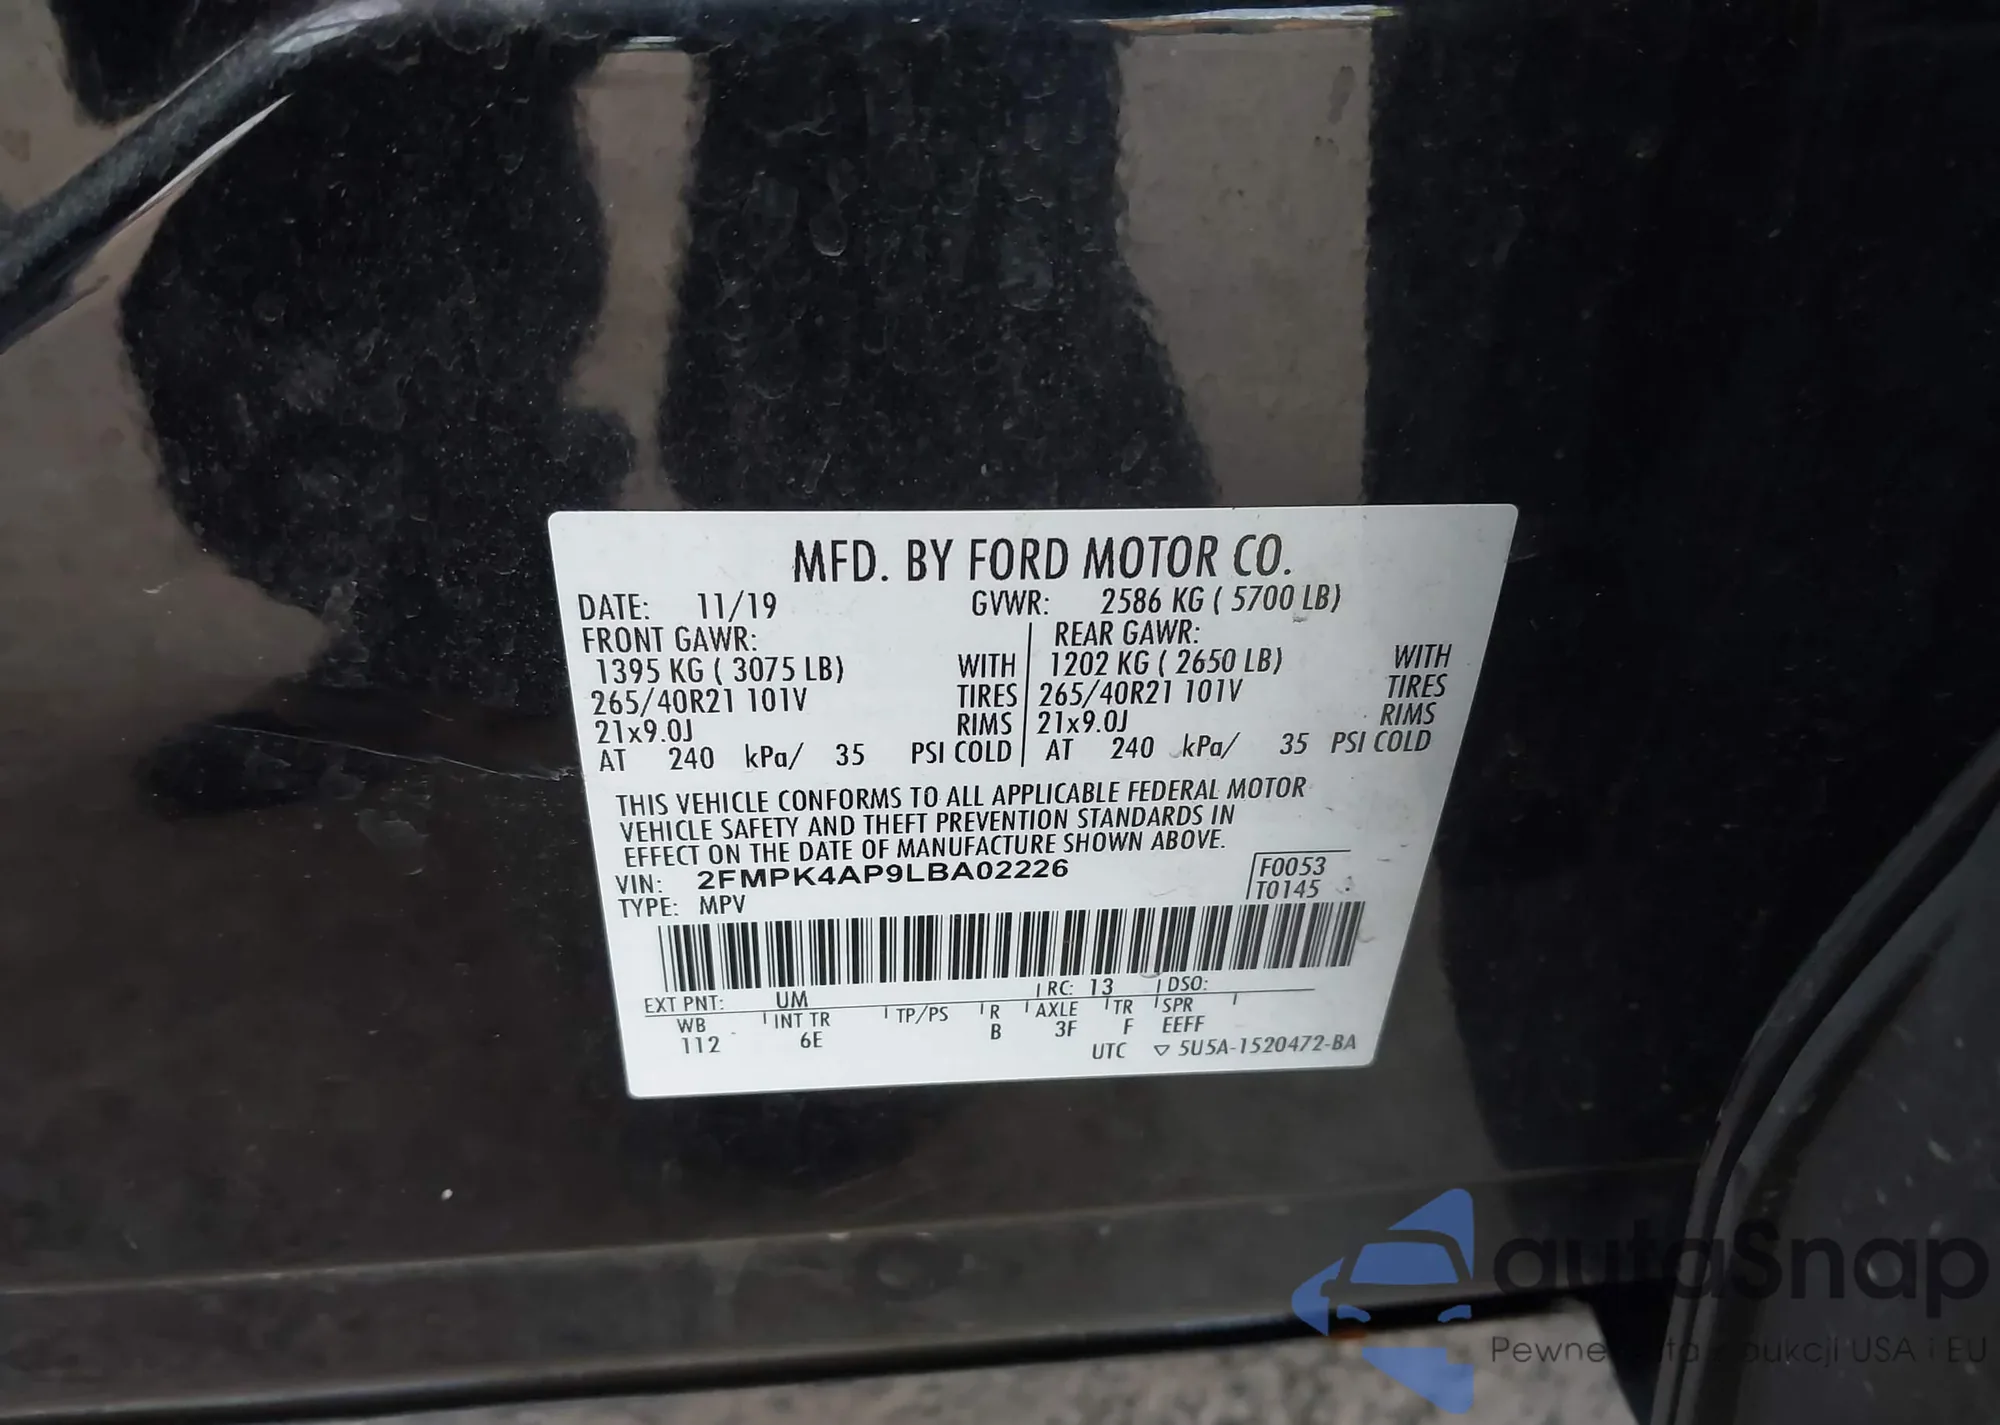 MFD. BY FORD MOTOR CO.
DATE: 11/19 GVWR: 2586 KG ( 5700 LB)
FRONT GAWR: REAR GAWR:
1395 KG ( 3075 LB) WITH 1202 KG ( 2650 LB) WITH
265/40R21 101V TIRES 265/40R21 101V TIRES
21x9.0J RIMS 21x9.0J RIMS
AT 240 kPa/ 35 PSI COLD AT 240 kPa/ 35 PSI COLD
THIS VEHICLE CONFORMS TO ALL APPLICABLE FEDERAL MOTOR
VEHICLE SAFETY AND THEFT PREVENTION STANDARDS IN
EFFECT ON THE DATE OF MANUFACTURE SHOWN ABOVE.
VIN: 2FMPK4AP9LBA02226 F0053
TYPE: MPV T0145
EXT PNT: UM RC: 13 DSO:
WB INT TR TP/PS R AXLE TR SPR
112 6E B 3F F EEFF
UTC ▽ 5U5A-1520472-BA
autoSnap
Pewne auta z aukcji USA i EU